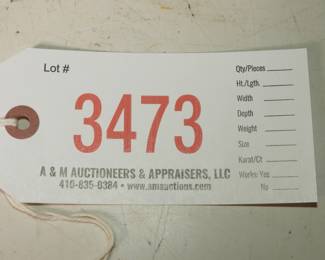 Lot #
3473
A & M AUCTIONEERS & APPRAISERS, LLC
410-835-0384 • www.amauctions.com
Qty/Pieces
Ht./Lgth.
Width
Depth
Weight
Size
Karat/Ct
Works: Yes
No